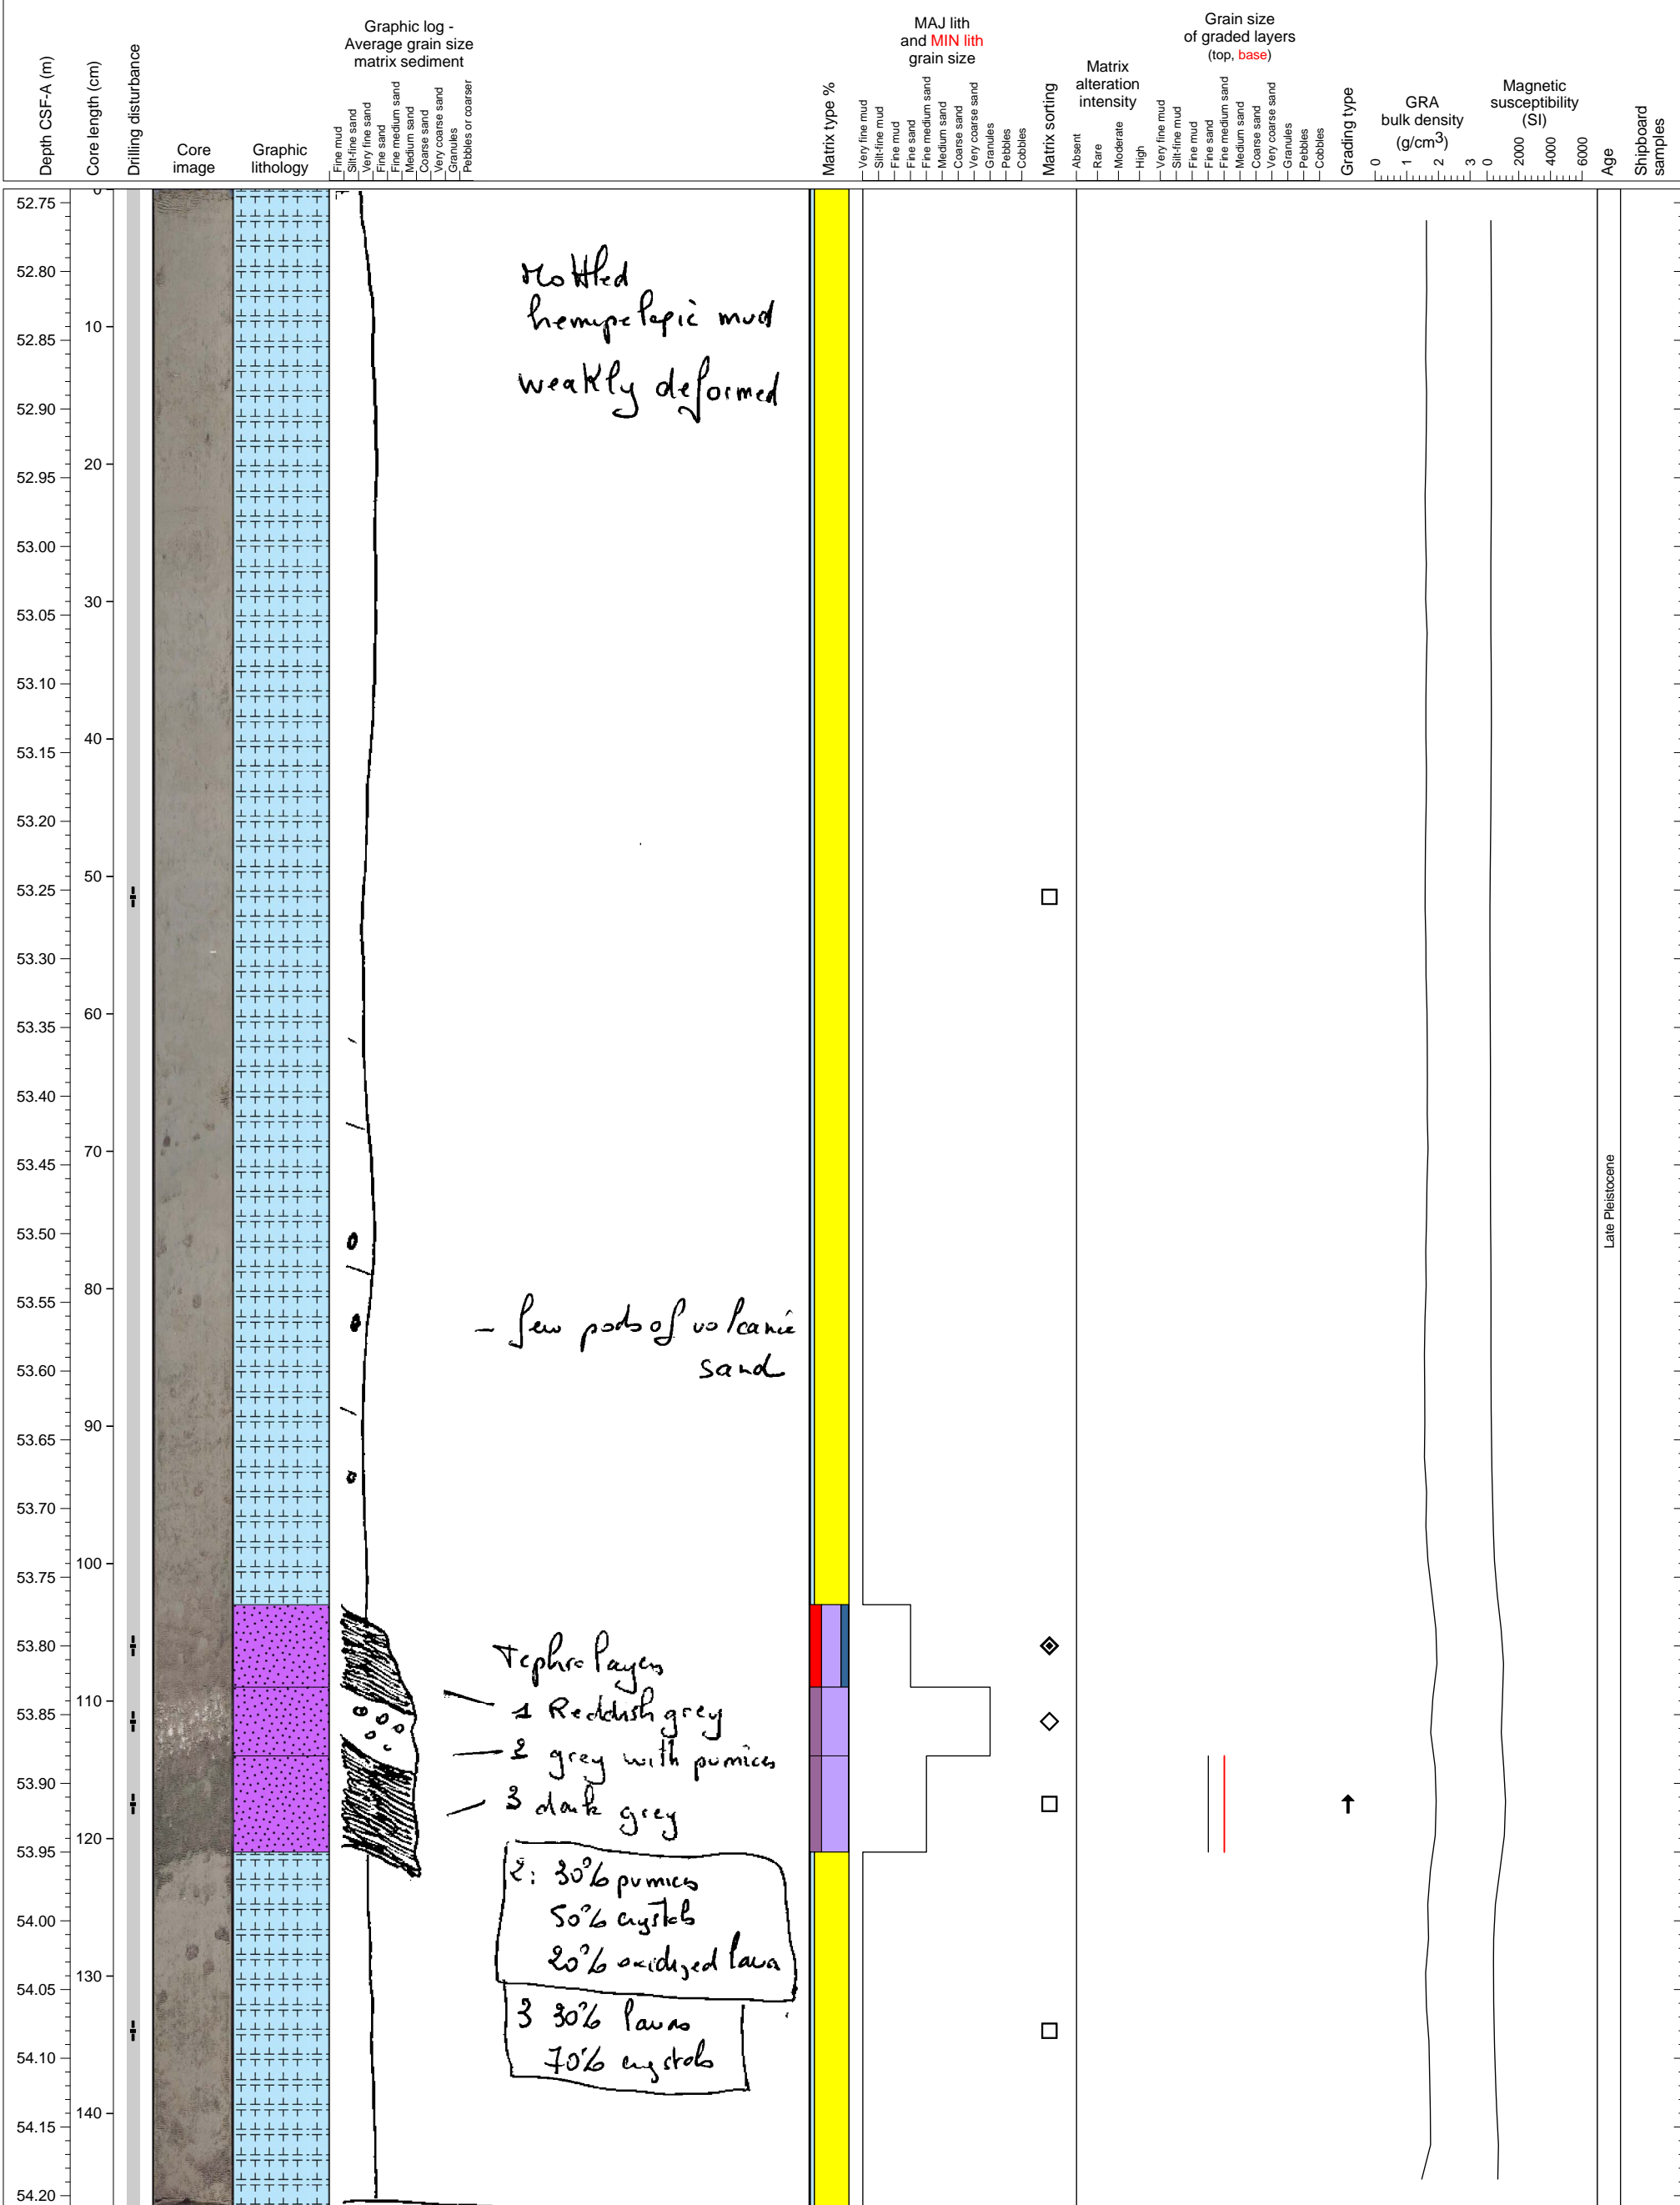 Depth CSF-A (m)
Core length (cm)
Drilling disturbance
Core
image
Graphic
lithology
Graphic log -
Average grain size
matrix sediment
Fine mud
Silt-fine sand
Very fine sand
Fine sand
Fine medium sand
Medium sand
Coarse sand
Very coarse sand
Granules
Pebbles or coarser
Matrix type %
MAJ lith
and MIN lith
grain size
Very fine mud
Silt-fine mud
Fine mud
Fine sand
Fine medium sand
Medium sand
Coarse sand
Very coarse sand
Granules
Pebbles
Cobbles
Matrix sorting
Matrix
alteration
intensity
Absent
Rare
Moderate
High
Grain size
of graded layers
(top, base)
Very fine mud
Silt-fine mud
Fine mud
Fine sand
Fine medium sand
Medium sand
Coarse sand
Very coarse sand
Granules
Pebbles
Cobbles
Grading type
GRA
bulk density
(g/cm3)
0 1 2 3
Magnetic
susceptibility
(SI)
0 2000 4000 6000
Age
Shipboard
samples
52.75
52.80
52.85
52.90
52.95
53.00
53.05
53.10
53.15
53.20
53.25
53.30
53.35
53.40
53.45
53.50
53.55
53.60
53.65
53.70
53.75
53.80
53.85
53.90
53.95
54.00
54.05
54.10
54.15
54.20
0
10
20
30
40
50
60
70
80
90
100
110
120
130
140
Mottled
hemipelagic mud
weakly deformed
- few pods of volcanic
sand
Tephra layers
1 Reddish grey
2 grey with pumices
3 dark grey
2: 30% pumices
50% crystals
20% oxidized lava
3 30% lavas
70% crystals
Late Pleistocene